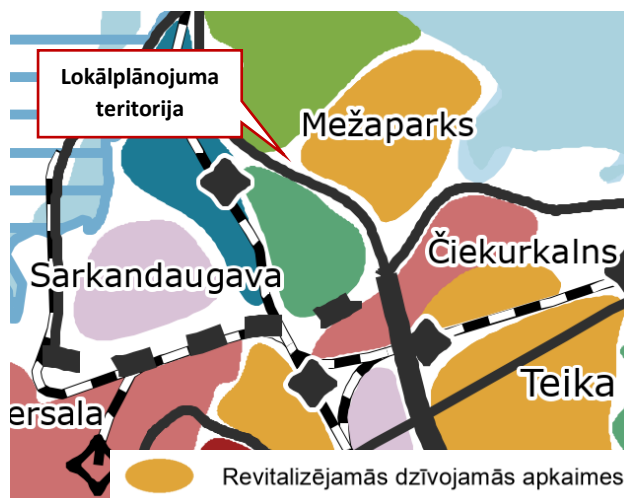 Lokālplānojuma
teritorija
Mežaparks
Čiekurkalns
Sarkandaugava
Teika
ersala
Revitalizējamās dzīvojamās apkaimes